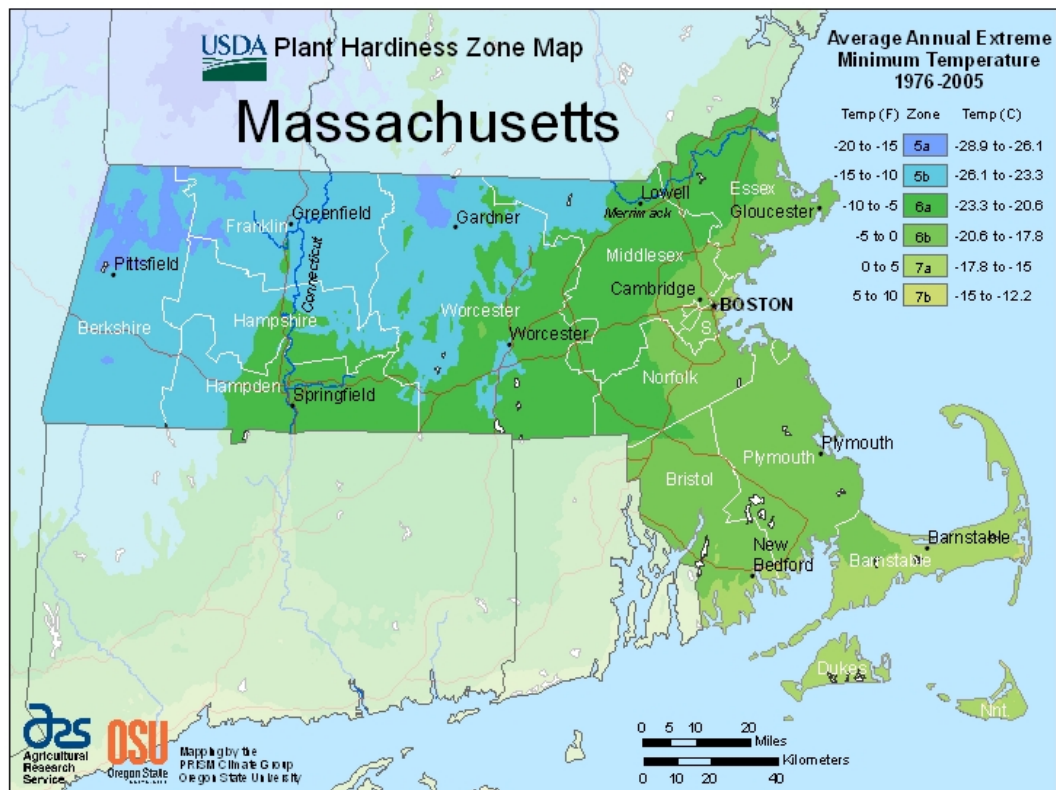 USDA Plant Hardiness Zone Map
Massachusetts
Average Annual Extreme
Minimum Temperature
1976-2005
Temp (F) Zone Temp (C)
-20 to -15 5a -28.9 to -26.1
-15 to -10 5b -26.1 to -23.3
-10 to -5 6a -23.3 to -20.6
-5 to 0 6b -20.6 to -17.8
0 to 5 7a -17.8 to -15
5 to 10 7b -15 to -12.2
Lowell
Essex
Merrimack
Gloucester
Greenfield
Franklin
Gardner
Middlesex
Pittsfield
Connecticut
Cambridge
BOSTON
Berkshire
Hampshire
Worcester
Worcester
S.
Norfolk
Hampden
Springfield
Plymouth
Plymouth
Bristol
New
Bedford
Barnstable
Barnstable
Dukes
Nnt.
ars
Agricultural
Research
Service
OSU
Oregon State
Mapping by the
PRISM Climate Group
Oregon State University
0 5 10 20
Miles
Kilometers
0 10 20 40